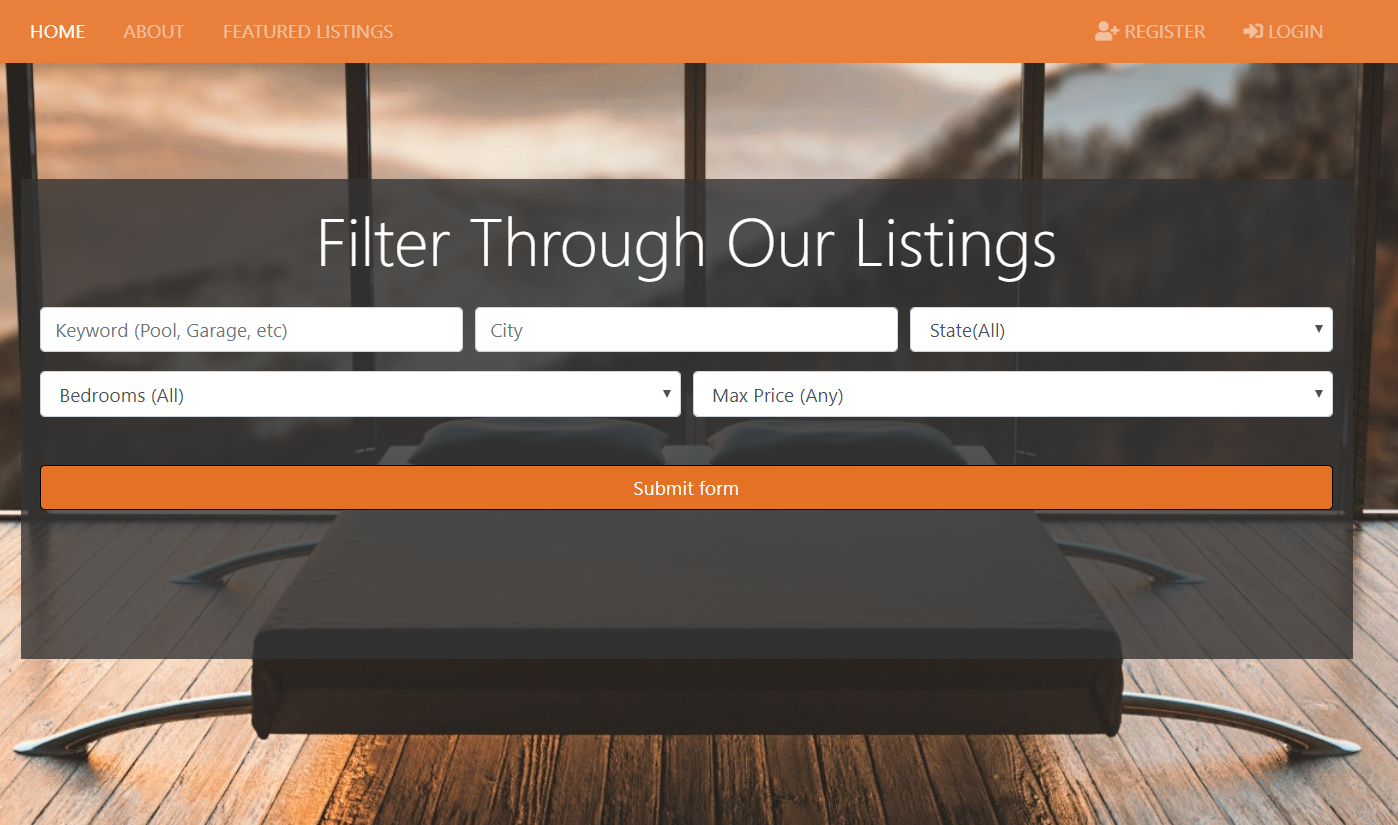 HOME ABOUT FEATURED LISTINGS REGISTER LOGIN
Filter Through Our Listings
Keyword (Pool, Garage, etc) City State(All)
Bedrooms (All) Max Price (Any)
Submit form